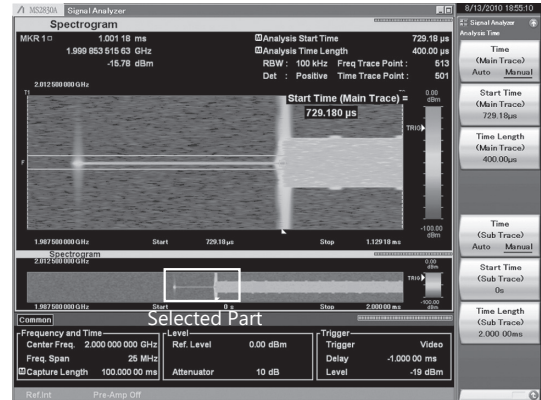 MS2830A Signal Analyzer
8/13/2010 18:55:10
Spectrogram
MKR 1 1.001 18 ms
1.999 853 515 63 GHz
-15.78 dBm
M Analysis Start Time 729.18 µs
M Analysis Time Length 400.00 µs
RBW : 100 kHz Freq Trace Point : 513
Det : Positive Time Trace Point : 501
2.012 500 000 GHz
T1
Start Time (Main Trace) =
729.180 µs
0.00
dBm
TRIG
F
-100.00
dBm
1.987 500 000 GHz Start 729.18 µs Stop 1.129 18 ms
Spectrogram
2.012 500 000 GHz
0.00
dBm
TRIG
-100.00
dBm
1.987 500 000 GHz Start 0 s Stop 2.000 00 ms
Selected Part
Common
Frequency and Time
Center Freq. 2.000 000 000 GHz
Freq. Span 25 MHz
M Capture Length 100.000 00 ms
Level
Ref. Level 0.00 dBm
Attenuator 10 dB
Trigger
Trigger Video
Delay -1.000 00 ms
Level -19 dBm
Ref.Int Pre-Amp Off
Signal Analyzer
Analysis Time
Time
(Main Trace)
Auto Manual
Start Time
(Main Trace)
729.18µs
Time Length
(Main Trace)
400.00µs
Time
(Sub Trace)
Auto Manual
Start Time
(Sub Trace)
0s
Time Length
(Sub Trace)
2.000 00ms